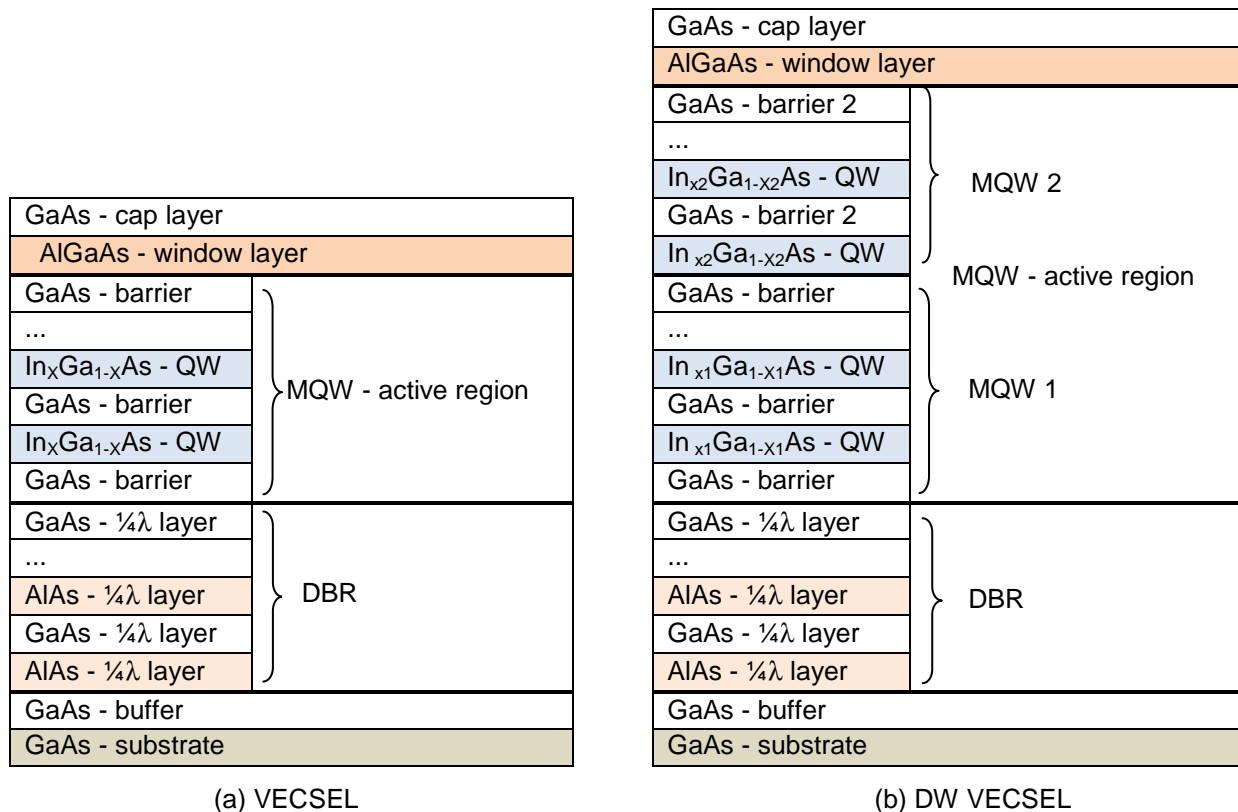 GaAs - cap layer
AlGaAs - window layer
GaAs - barrier
...
InXGa1-XAs - QW
GaAs - barrier
InXGa1-XAs - QW
GaAs - barrier
MQW - active region
GaAs - ¼λ layer
...
AlAs - ¼λ layer
GaAs - ¼λ layer
AlAs - ¼λ layer
DBR
GaAs - buffer
GaAs - substrate
(a) VECSEL
GaAs - cap layer
AlGaAs - window layer
GaAs - barrier 2
...
Inx2Ga1-X2As - QW
GaAs - barrier 2
In x2Ga1-X2As - QW
MQW 2
MQW - active region
GaAs - barrier
...
In x1Ga1-X1As - QW
GaAs - barrier
In x1Ga1-X1As - QW
GaAs - barrier
MQW 1
GaAs - ¼λ layer
...
AlAs - ¼λ layer
GaAs - ¼λ layer
AlAs - ¼λ layer
DBR
GaAs - buffer
GaAs - substrate
(b) DW VECSEL